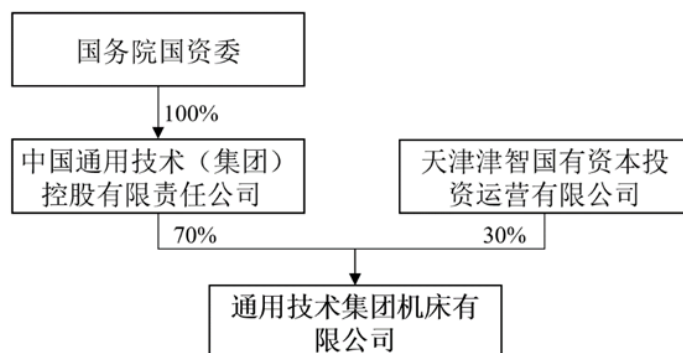 国务院国资委
100%
中国通用技术（集团）
控股有限责任公司
天津津智国有资本投
资运营有限公司
70%
30%
通用技术集团机床有
限公司